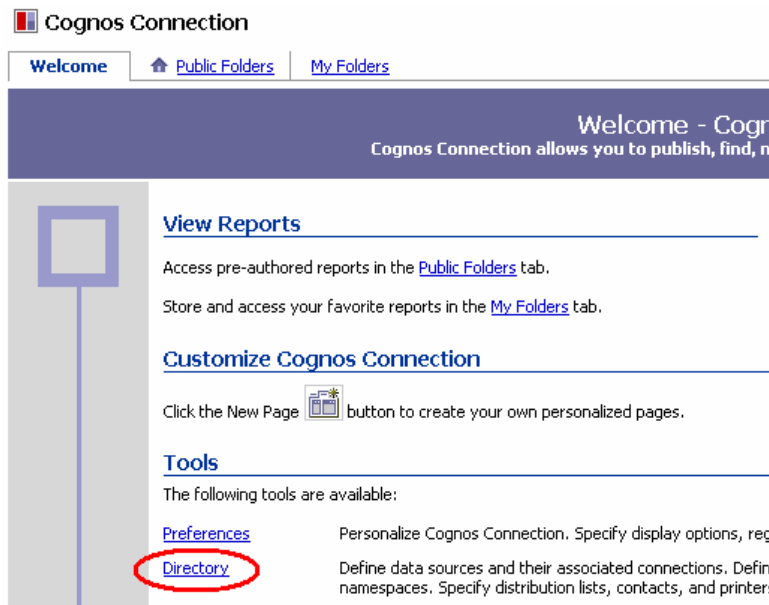 Cognos Connection
Welcome Public Folders My Folders
Welcome - Cogn
Cognos Connection allows you to publish, find,
View Reports
Access pre-authored reports in the Public Folders tab.
Store and access your favorite reports in the My Folders tab.
Customize Cognos Connection
Click the New Page button to create your own personalized pages.
Tools
The following tools are available:
Preferences Personalize Cognos Connection. Specify display options, reg
Directory Define data sources and their associated connections. Defin
namespaces. Specify distribution lists, contacts, and printers